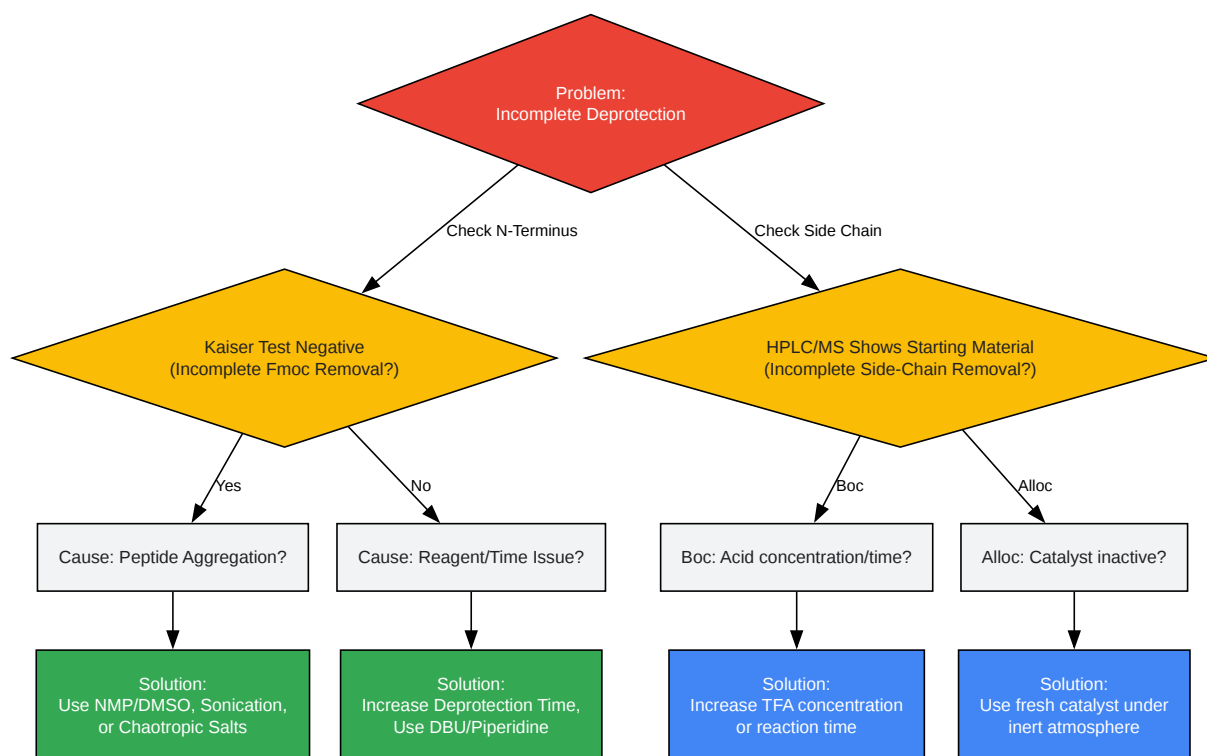 Problem:
Incomplete Deprotection
Check N-Terminus
Check Side Chain
Kaiser Test Negative
(Incomplete Fmoc Removal?)
HPLC/MS Shows Starting Material
(Incomplete Side-Chain Removal?)
Yes
No
Boc
Alloc
Cause: Peptide Aggregation?
Cause: Reagent/Time Issue?
Boc: Acid concentration/time?
Alloc: Catalyst inactive?
Solution:
Use NMP/DMSO, Sonication,
or Chaotropic Salts
Solution:
Increase Deprotection Time,
Use DBU/Piperidine
Solution:
Increase TFA concentration
or reaction time
Solution:
Use fresh catalyst under
inert atmosphere